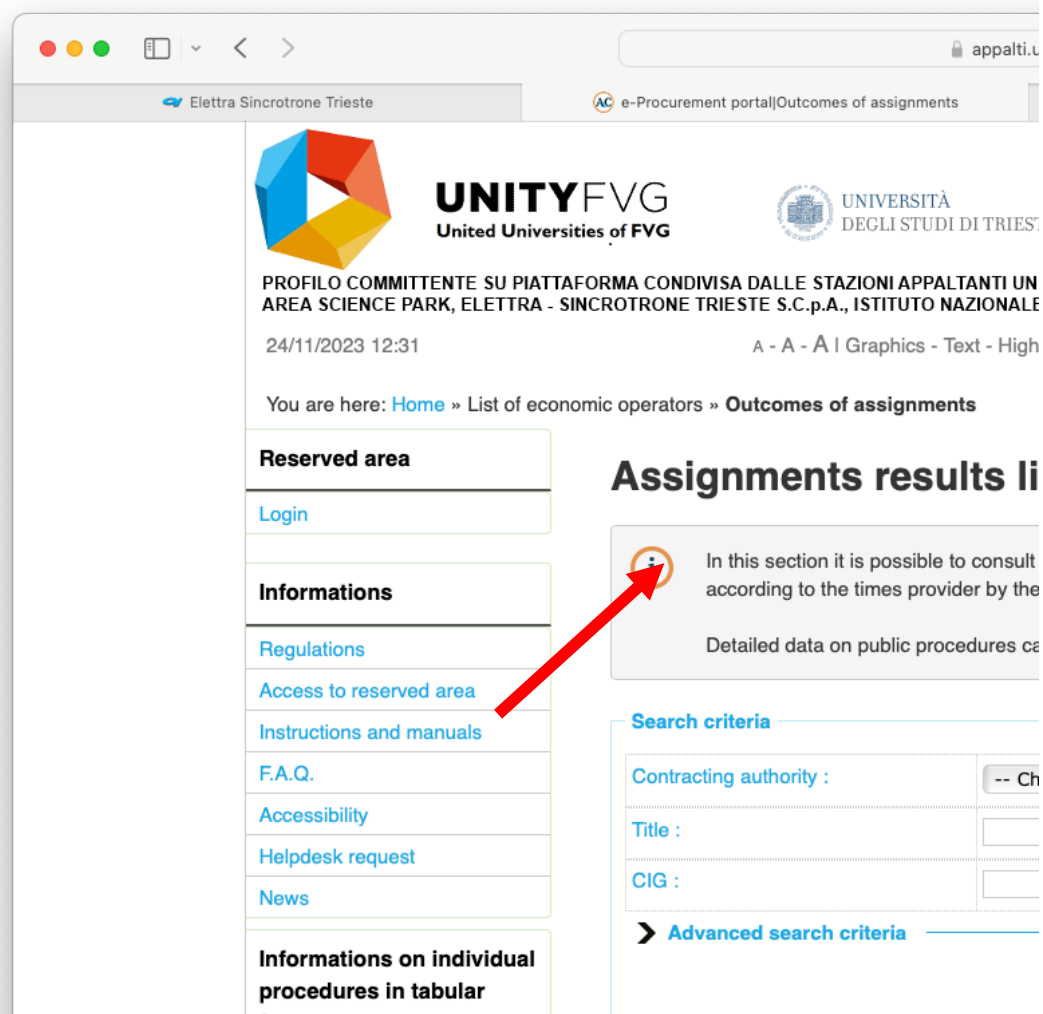 appalti.u
Elettra Sincrotrone Trieste
AC e-Procurement portal|Outcomes of assignments
UNITYFVG
United Universities of FVG
UNIVERSITÀ
DEGLI STUDI DI TRIEST
PROFILO COMMITTENTE SU PIATTAFORMA CONDIVISA DALLE STAZIONI APPALTANTI UN
AREA SCIENCE PARK, ELETTRA - SINCROTRONE TRIESTE S.C.p.A., ISTITUTO NAZIONALE
24/11/2023 12:31
A - A - A | Graphics - Text - High
You are here: Home » List of economic operators » Outcomes of assignments
Reserved area
Login
Informations
Regulations
Access to reserved area
Instructions and manuals
F.A.Q.
Accessibility
Helpdesk request
News
Informations on individual
procedures in tabular
Assignments results li
In this section it is possible to consult
according to the times provider by the
Detailed data on public procedures ca
Search criteria
Contracting authority :
-- Ch
Title :
CIG :
Advanced search criteria